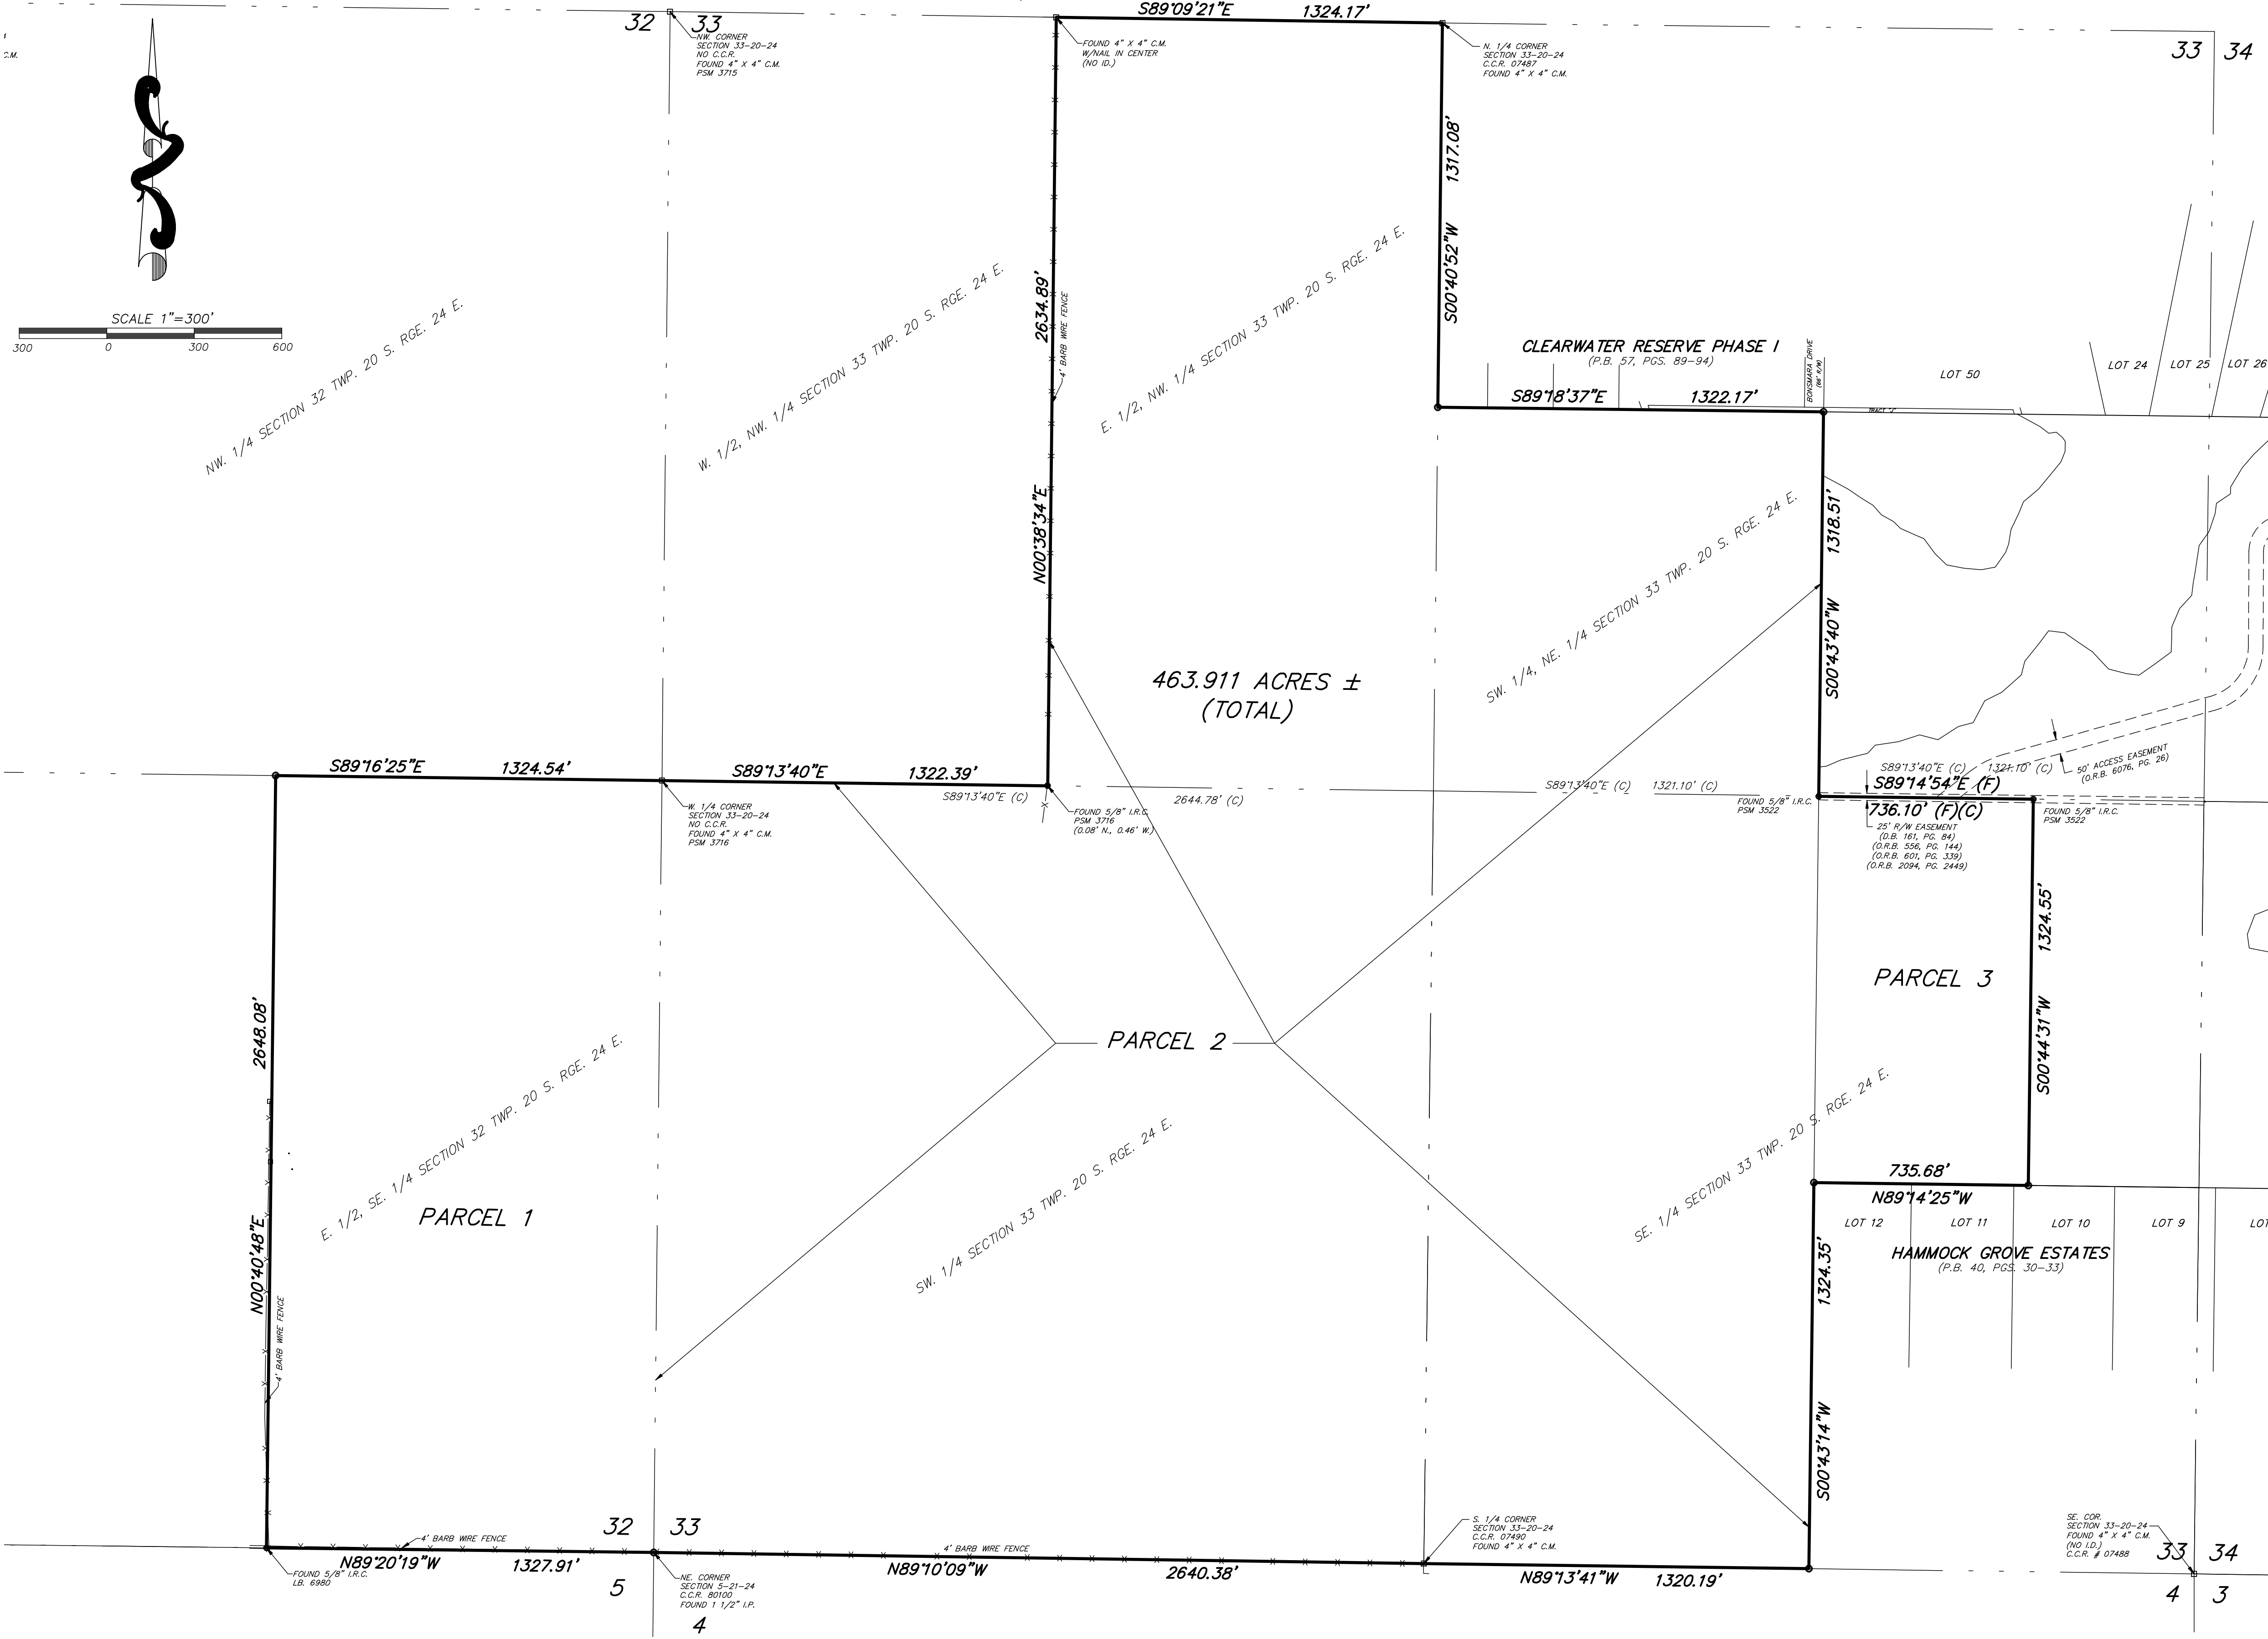 S89°09'21"E 1324.17'
32 33
NW. CORNER
SECTION 33-20-24
NO C.C.R.
FOUND 4" X 4" C.M.
PSM 3715
C.M.
FOUND 4" X 4" C.M.
W/NAIL IN CENTER
(NO ID.)
N. 1/4 CORNER
SECTION 33-20-24
C.C.R. 07487
FOUND 4" X 4" C.M.
33 34
SCALE 1"=300'
300 0 300 600
NW. 1/4 SECTION 32 TWP. 20 S. RGE. 24 E.
W. 1/2, NW. 1/4 SECTION 33 TWP. 20 S. RGE. 24 E.
2634.89'
N00°38'34"E
4' BARB WIRE FENCE
E. 1/2, NW. 1/4 SECTION 33 TWP. 20 S. RGE. 24 E.
1317.08'
S00°40'52"W
CLEARWATER RESERVE PHASE I
(P.B. 57, PGS. 89-94)
S89°18'37"E 1322.17'
BONSMARA DRIVE
(66' R/W)
LOT 50
LOT 24
LOT 25
LOT 26
TRACT "C"
1318.51'
S00°43'40"W
SW. 1/4, NE. 1/4 SECTION 33 TWP. 20 S. RGE. 24 E.
463.911 ACRES ±
(TOTAL)
50' ACCESS EASEMENT
(O.R.B. 6076, PG. 26)
S89°16'25"E 1324.54'
S89°13'40"E 1322.39'
S89°13'40"E (C) 2644.78' (C)
S89°13'40"E (C) 1321.10' (C)
S89°13'40"E (C) 1321.10' (C)
S89°14'54"E (F)
736.10' (F)(C)
W. 1/4 CORNER
SECTION 33-20-24
NO C.C.R.
FOUND 4" X 4" C.M.
PSM 3716
FOUND 5/8" I.R.C.
PSM 3716
(0.08' N., 0.46' W.)
FOUND 5/8" I.R.C.
PSM 3522
FOUND 5/8" I.R.C.
PSM 3522
25' R/W EASEMENT
(D.B. 161, PG. 84)
(O.R.B. 556, PG. 144)
(O.R.B. 601, PG. 339)
(O.R.B. 2094, PG. 2449)
2648.08'
N00°40'48"E
4' BARB WIRE FENCE
E. 1/2, SE. 1/4 SECTION 32 TWP. 20 S. RGE. 24 E.
PARCEL 1
PARCEL 2
PARCEL 3
1324.55'
S00°44'31"W
SW. 1/4 SECTION 33 TWP. 20 S. RGE. 24 E.
SE. 1/4 SECTION 33 TWP. 20 S. RGE. 24 E.
735.68'
N89°14'25"W
LOT 12
LOT 11
LOT 10
LOT 9
LOT
HAMMOCK GROVE ESTATES
(P.B. 40, PGS. 30-33)
1324.35'
S00°43'14"W
32 33
4' BARB WIRE FENCE
4' BARB WIRE FENCE
N89°20'19"W 1327.91'
N89°10'09"W 2640.38'
N89°13'41"W 1320.19'
FOUND 5/8" I.R.C.
LB. 6980
NE. CORNER
SECTION 5-21-24
C.C.R. 80100
FOUND 1 1/2" I.P.
5
4
S. 1/4 CORNER
SECTION 33-20-24
C.C.R. 07490
FOUND 4" X 4" C.M.
SE. COR.
SECTION 33-20-24
FOUND 4" X 4" C.M.
(NO I.D.)
C.C.R. # 07488
33 34
4 3